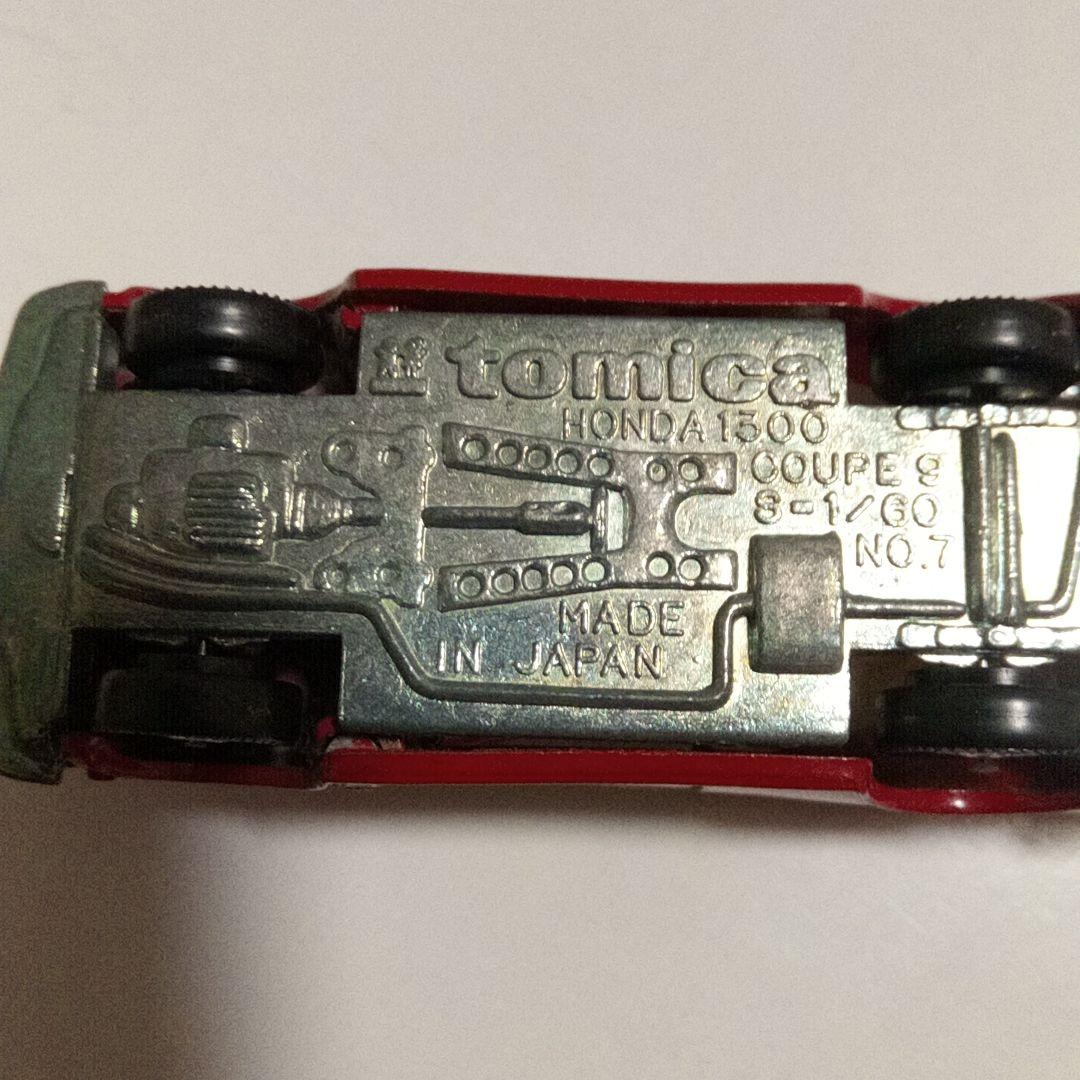 tomica
HONDA 1300
COUPE 9
S-1/60
NO.7
MADE
IN JAPAN